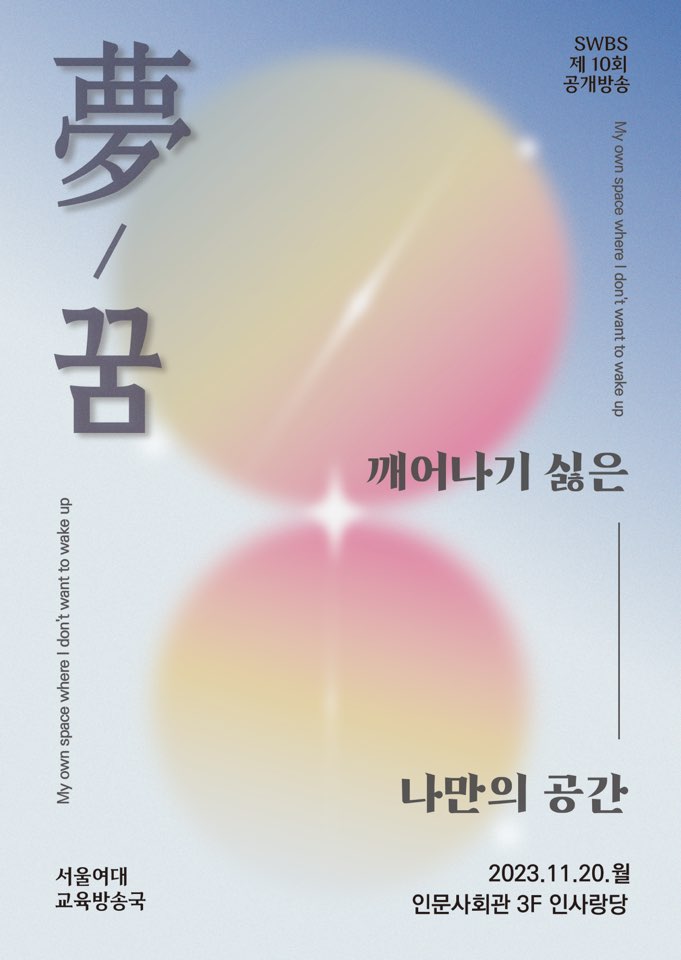 夢
/
꿈
SWBS
제 10회
공개방송
My own space where I don't want to wake up
깨어나기 싫은
나만의 공간
My own space where I don't want to wake up
서울여대
교육방송국
2023.11.20.월
인문사회관 3F 인사랑당